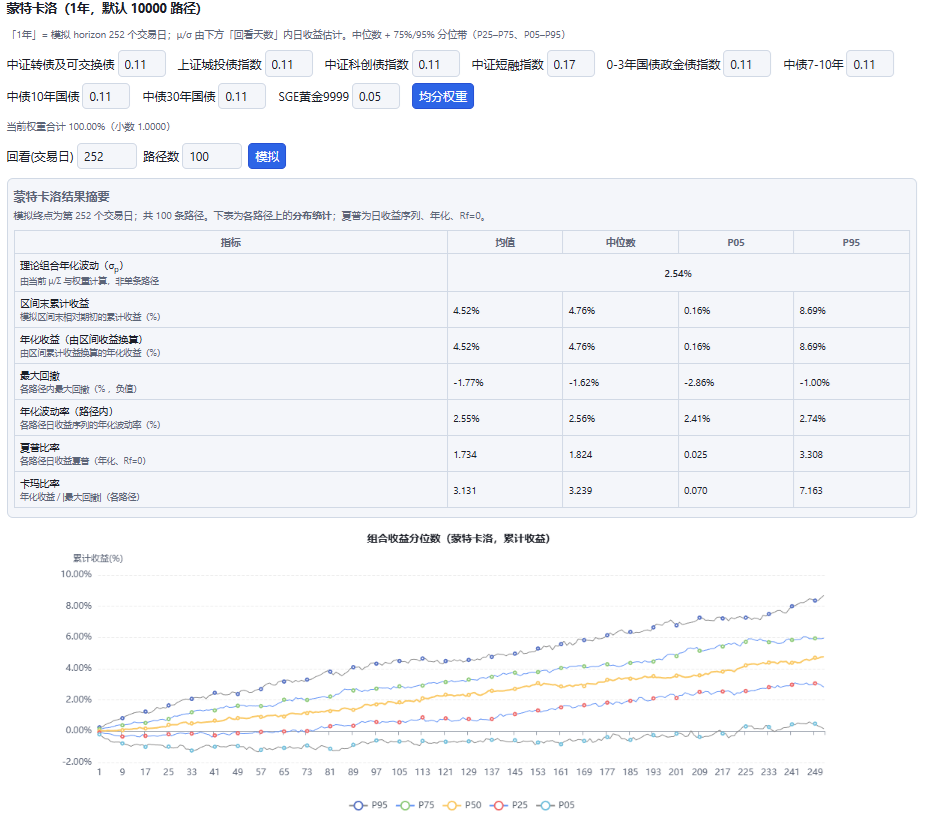 蒙特卡洛（1年，默认 10000 路径）
「1年」= 模拟 horizon 252 个交易日；μ/σ 由下方「回看天数」内日收益估计。中位数 + 75%/95% 分位带（P25–P75、P05–P95）
中证转债及可交换债 0.11 上证城投债指数 0.11 中证科创债指数 0.11 中证短融指数 0.17 0-3年国债政金债指数 0.11 中债7-10年 0.11
中债10年国债 0.11 中债30年国债 0.11 SGE黄金9999 0.05 均分权重
当前权重合计 100.00%（小数 1.0000）
回看(交易日) 252 路径数 100 模拟
蒙特卡洛结果摘要
模拟终点为第 252 个交易日；共 100 条路径。下表为各路径上的分布统计；夏普为日收益序列、年化、Rf=0。
指标 均值 中位数 P05 P95
理论组合年化波动（σp） 2.54%
由当前 μ/Σ 与权重计算，非单条路径
区间末累计收益 4.52% 4.76% 0.16% 8.69%
模拟区间末相对期初的累计收益（%）
年化收益（由区间收益换算） 4.52% 4.76% 0.16% 8.69%
由区间累计收益换算的年化收益（%）
最大回撤 -1.77% -1.62% -2.86% -1.00%
各路径内最大回撤（%，负值）
年化波动率（路径内） 2.55% 2.56% 2.41% 2.74%
各路径日收益序列的年化波动率（%）
夏普比率 1.734 1.824 0.025 3.308
各路径日收益夏普（年化、Rf=0）
卡玛比率 3.131 3.239 0.070 7.163
年化收益 / |最大回撤|（各路径）
组合收益分位数（蒙特卡洛，累计收益）
累计收益(%)
10.00%
8.00%
6.00%
4.00%
2.00%
0.00%
-2.00%
1 9 17 25 33 41 49 57 65 73 81 89 97 105 113 121 129 137 145 153 161 169 177 185 193 201 209 217 225 233 241 249
P95 P75 P50 P25 P05